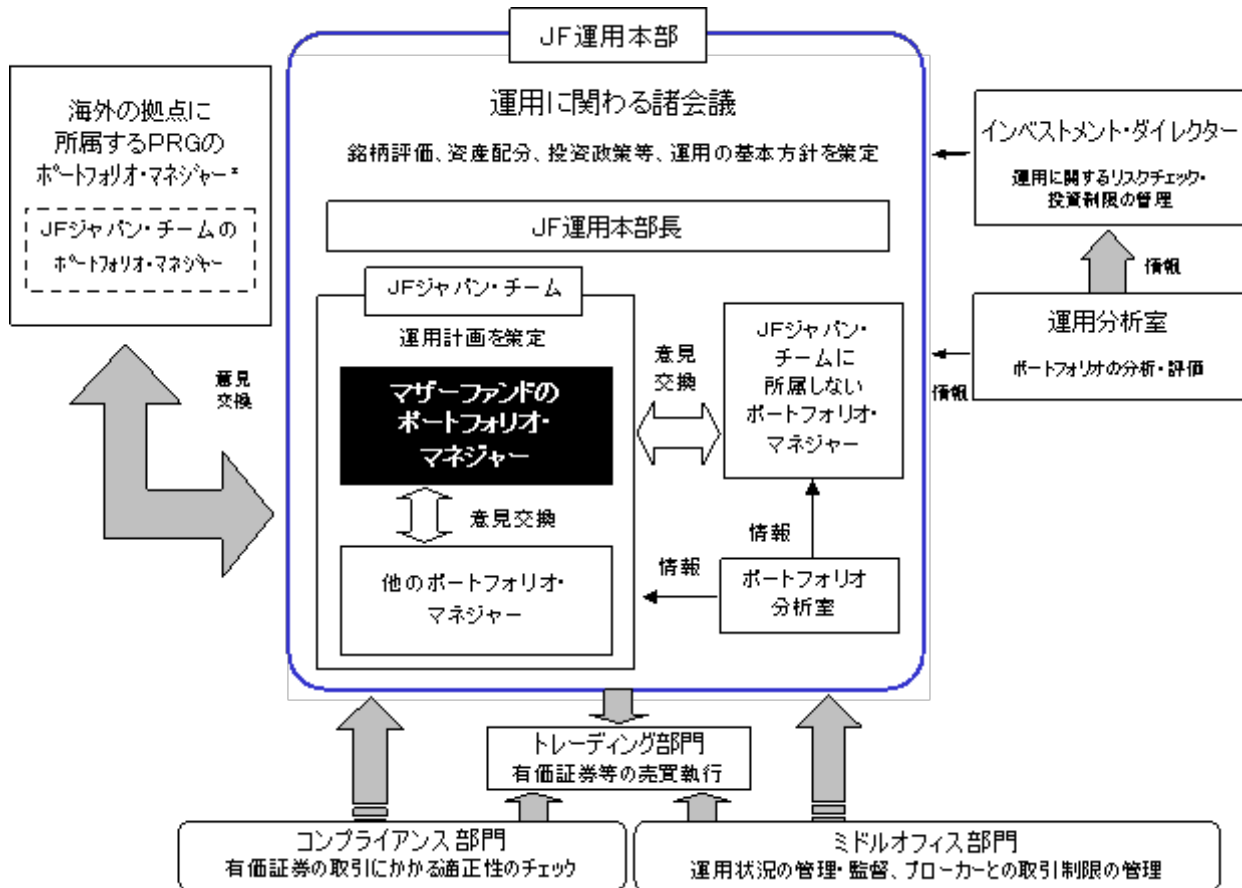 JF運用本部
運用に関わる諸会議
銘柄評価、資産配分、投資政策等、運用の基本方針を策定
JF運用本部長
海外の拠点に
所属するPRGの
ポートフォリオ・マネジャー*
JFジャパン・チームの
ポートフォリオ・マネジャー
意見
交換
JFジャパン・チーム
運用計画を策定
マザーファンドの
ポートフォリオ・
マネジャー
意見交換
他のポートフォリオ・
マネジャー
意見
交換
JFジャパン・
チームに
所属しない
ポートフォリオ・
マネジャー
情報
情報
ポートフォリオ
分析室
インベストメント・ダイレクター
運用に関するリスクチェック・
投資制限の管理
情報
運用分析室
ポートフォリオの分析・評価
情報
トレーディング部門
有価証券等の売買執行
コンプライアンス部門
有価証券の取引にかかる適正性のチェック
ミドルオフィス部門
運用状況の管理・監督、ブローカーとの取引制限の管理